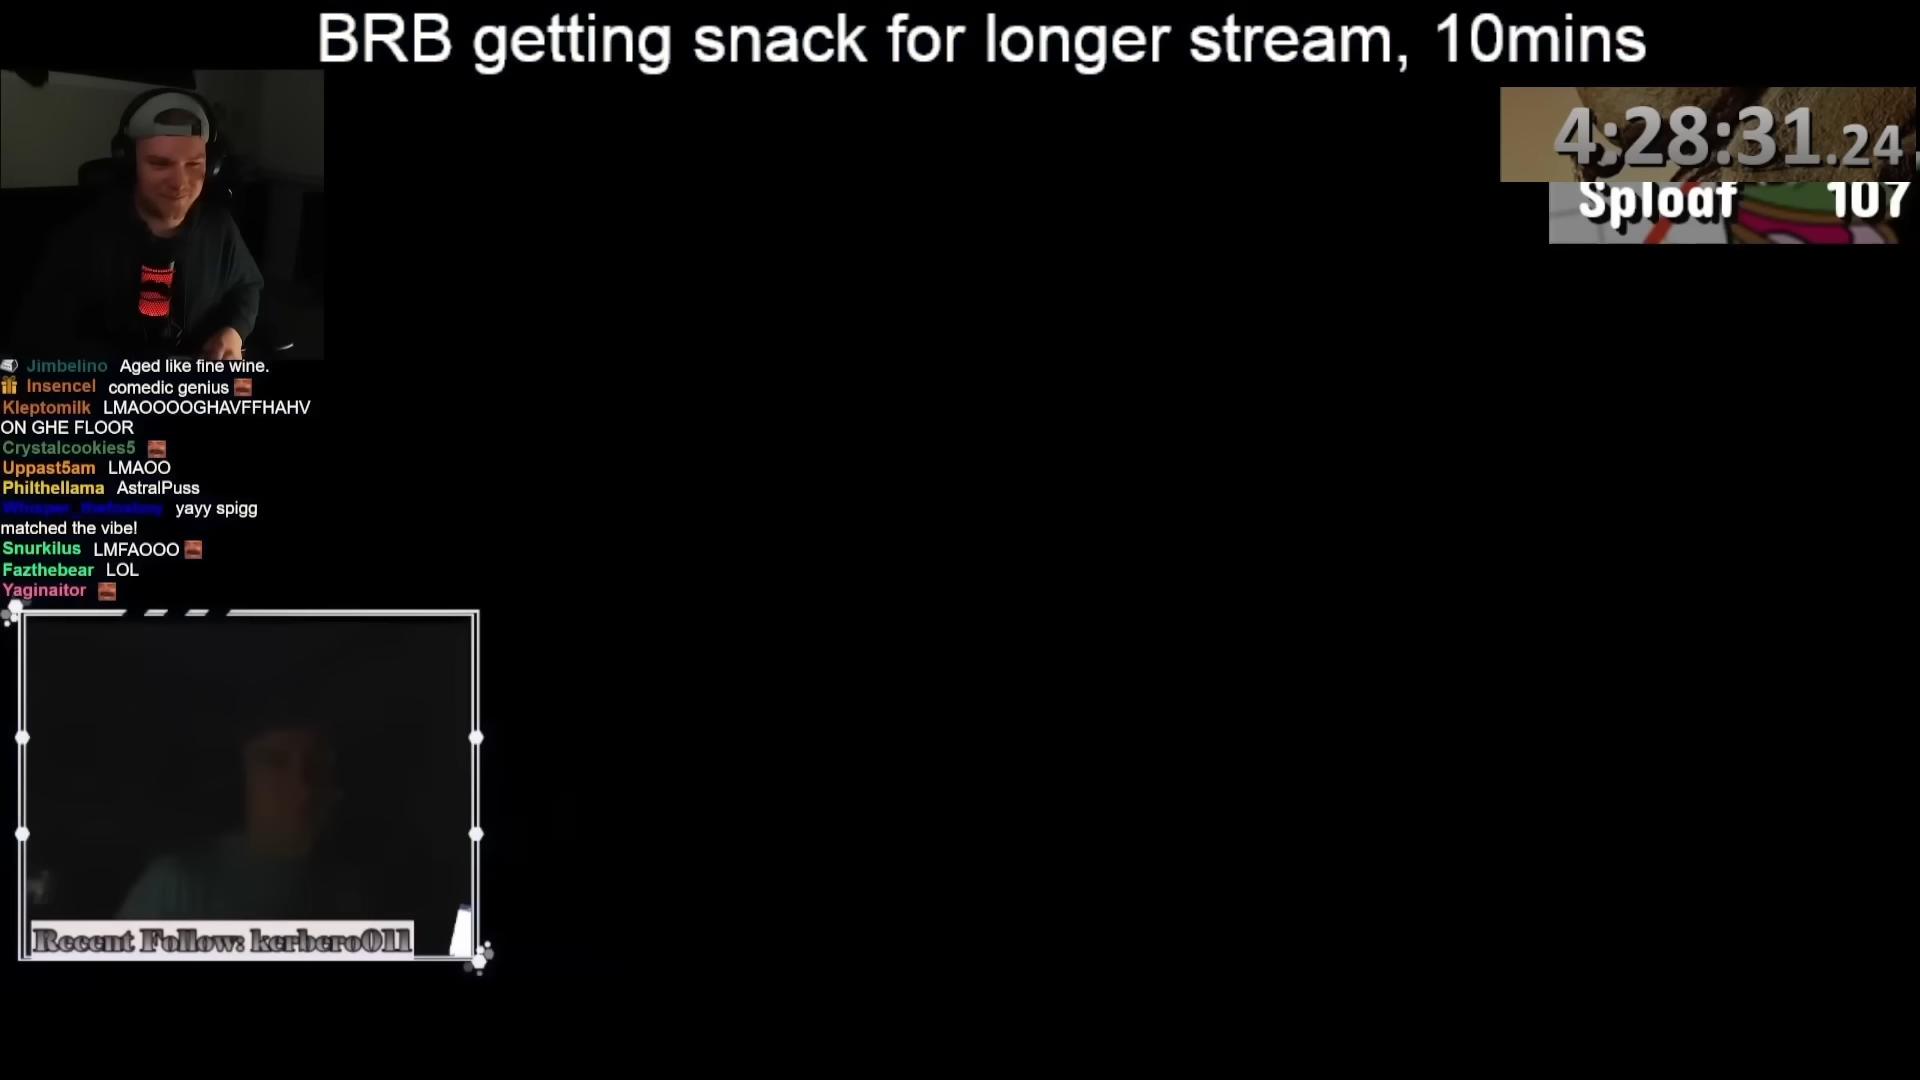 BRB getting snack for longer stream, 10mins
4:28:31.24
Sploaf 107
Jimbelino Aged like fine wine.
Insencel comedic genius
Kleptomilk LMAOOOOGHAVFFHAHV
ON GHE FLOOR
Crystalcookies5
Uppast5am LMAOO
Philthellama AstralPuss
yayy spigg
matched the vibe!
Snurkilus LMFAOOO
Fazthebear LOL
Yaginaitor
Recent Follow: kerbero011